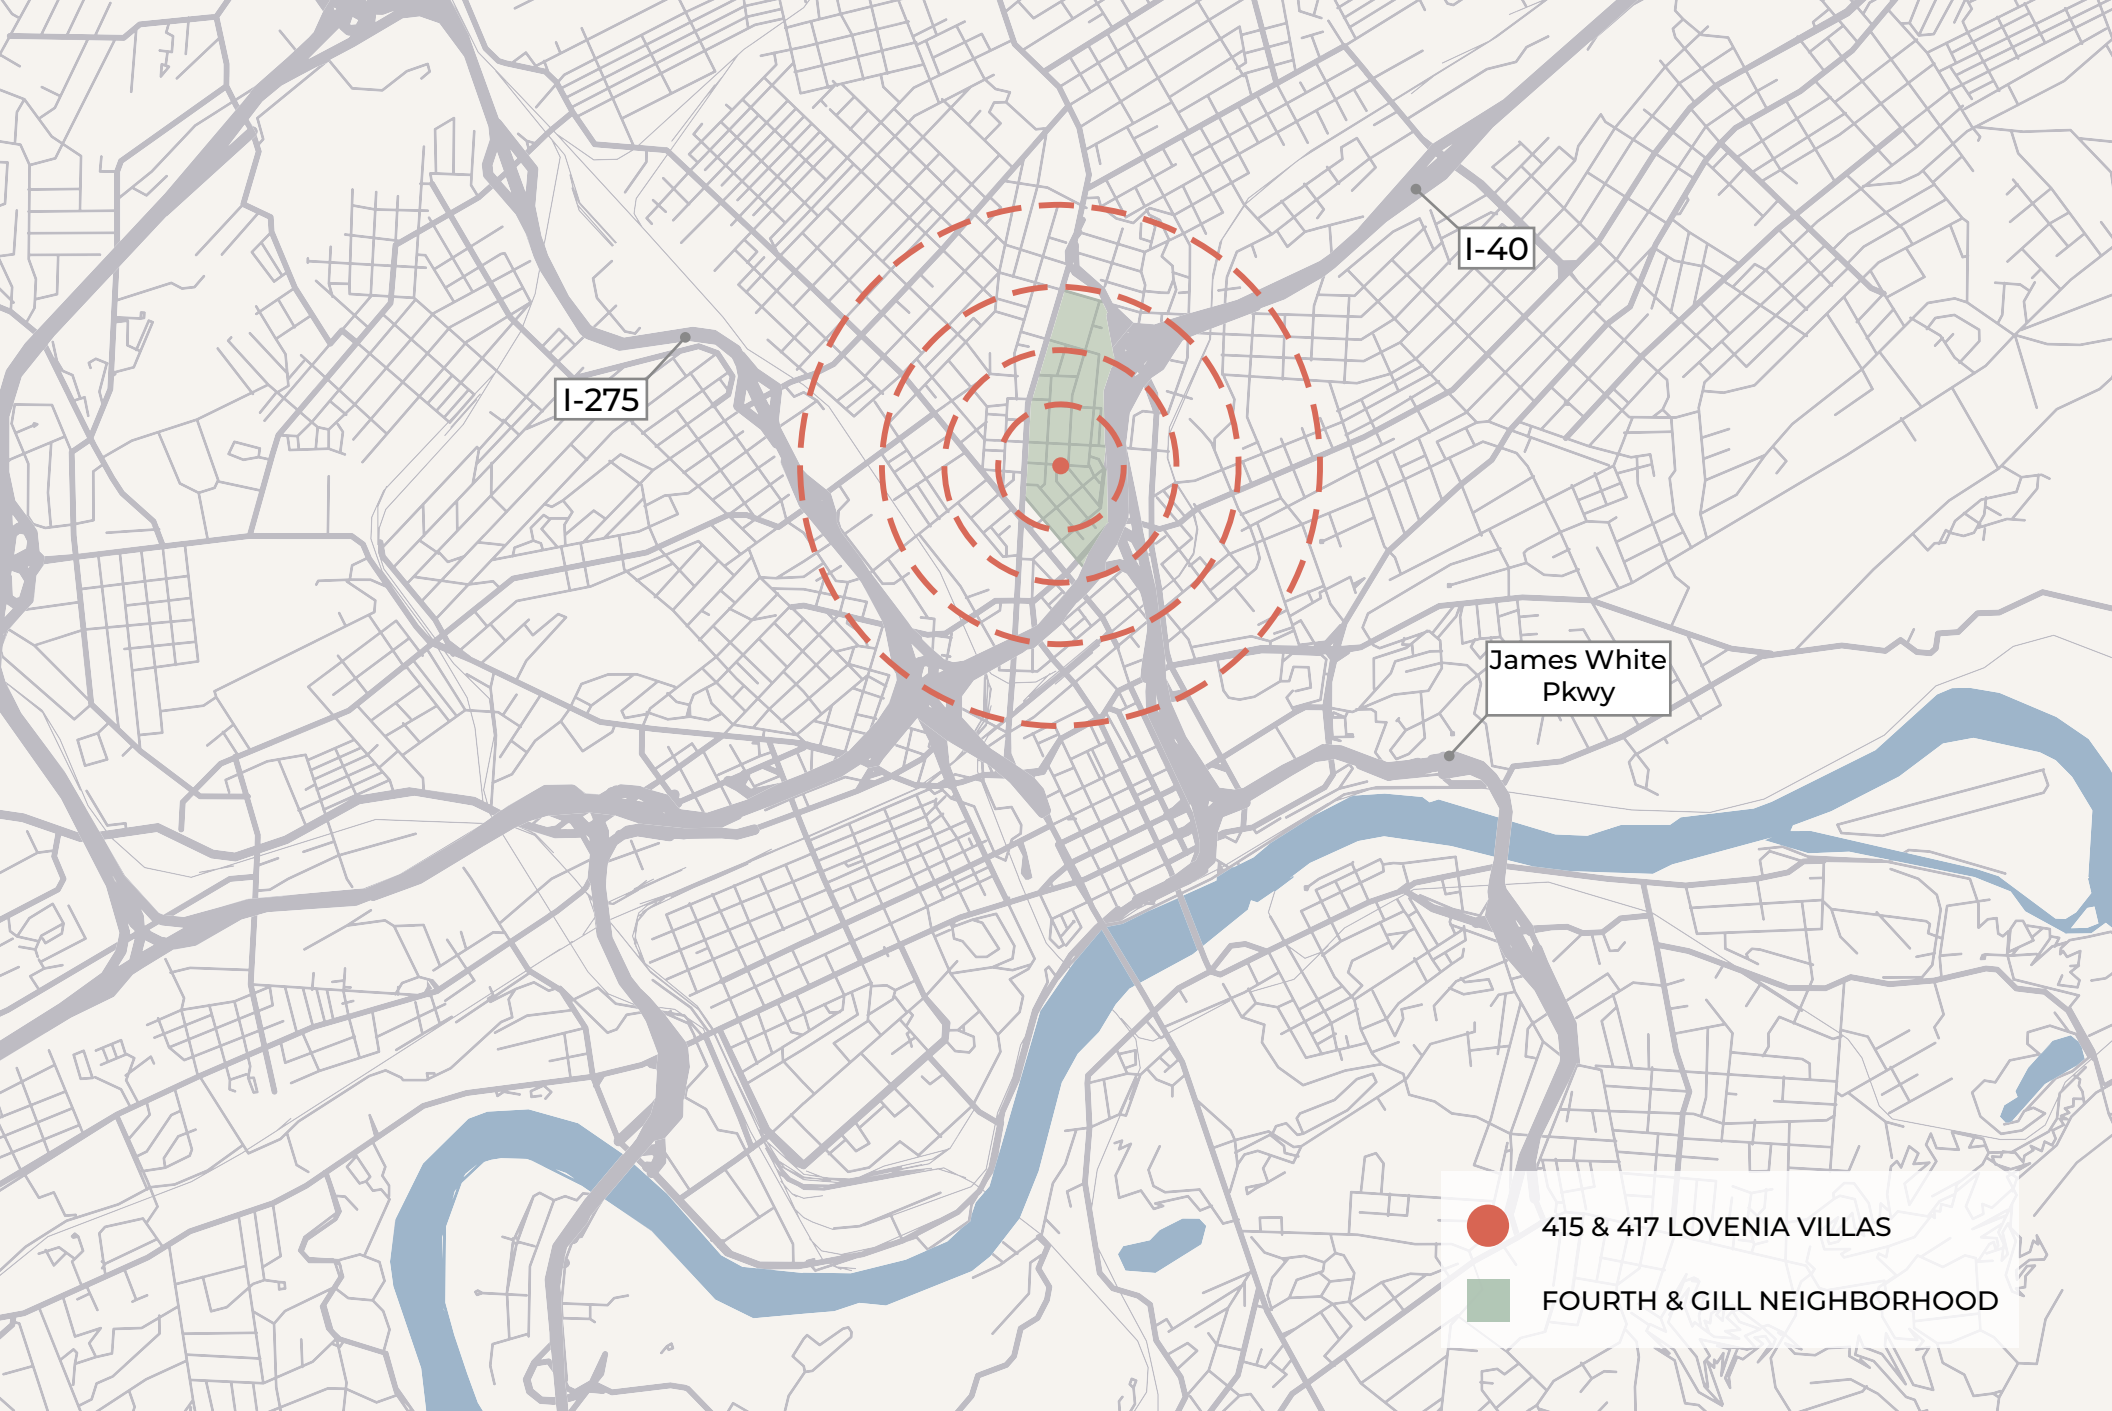 I-40
I-275
James White
Pkwy
415 & 417 LOVENIA VILLAS
FOURTH & GILL NEIGHBORHOOD